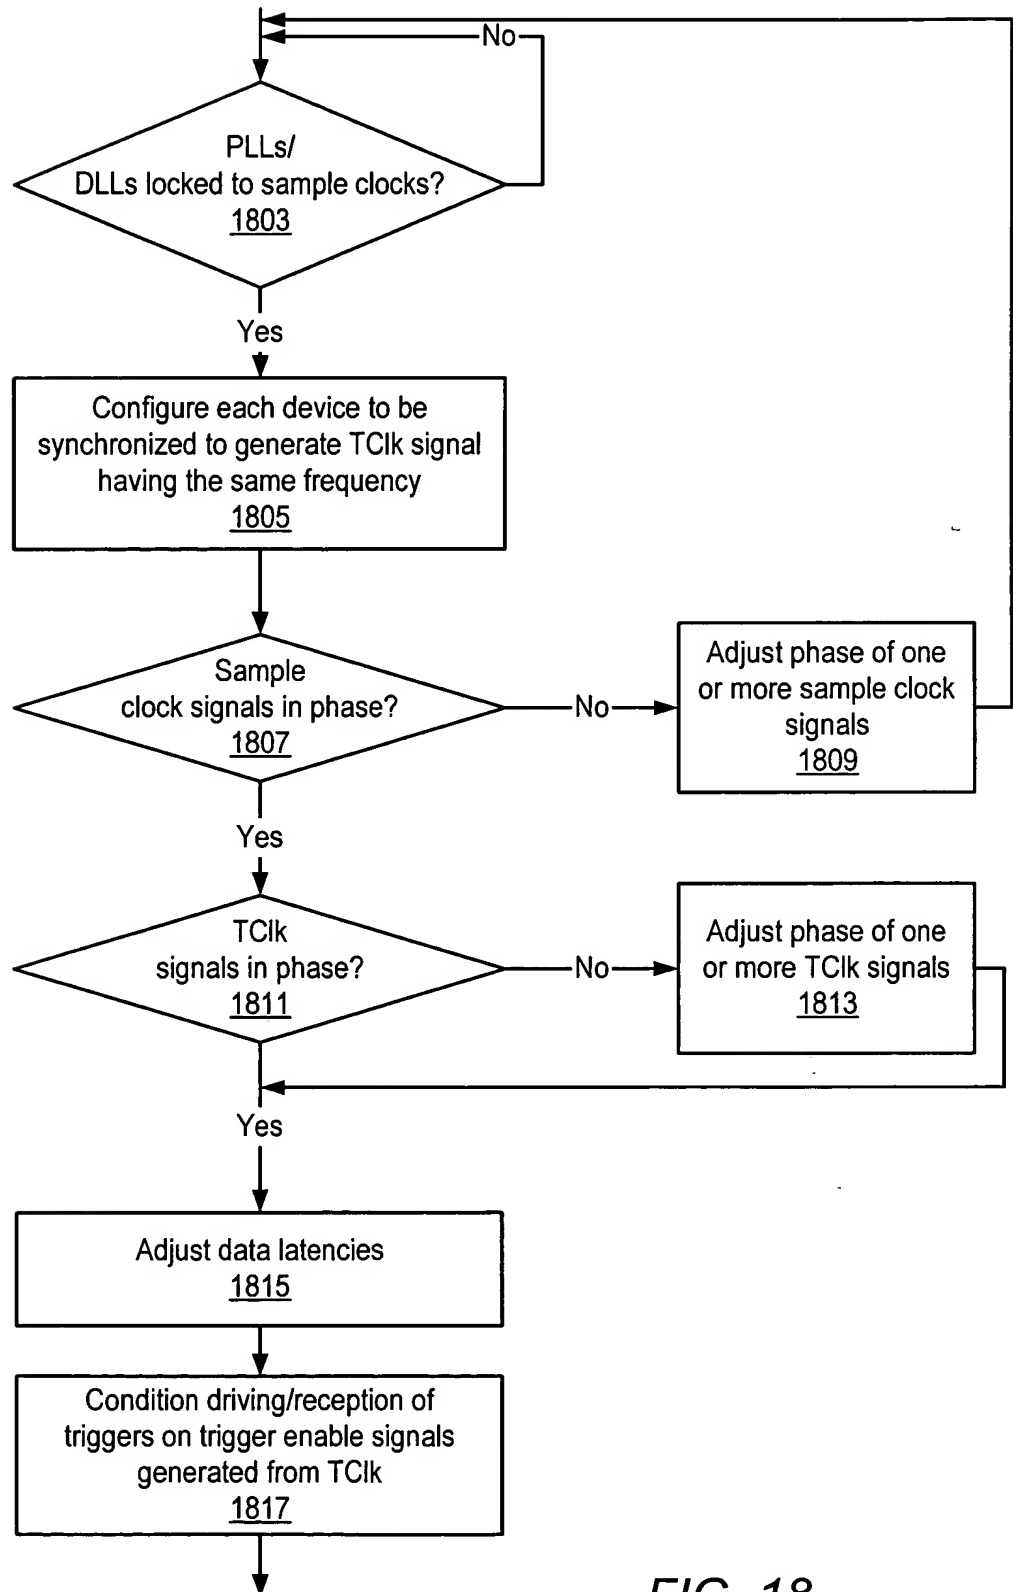 No
PLLs/
DLLs locked to sample clocks?
1803
Yes
Configure each device to be
synchronized to generate TClk signal
having the same frequency
1805
Sample
clock signals in phase?
1807
No
Adjust phase of one
or more sample clock
signals
1809
Yes
TClk
signals in phase?
1811
No
Adjust phase of one
or more TClk signals
1813
Yes
Adjust data latencies
1815
Condition driving/reception of
triggers on trigger enable signals
generated from TClk
1817
FIG. 18